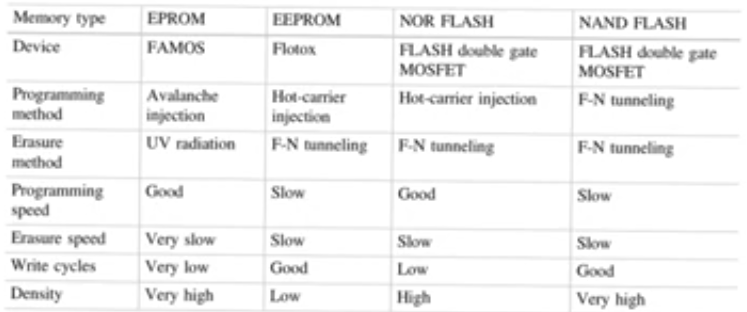 Memory type EPROM EEPROM NOR FLASH NAND FLASH
Device FAMOS Flotox FLASH double gate MOSFET FLASH double gate MOSFET
Programming method Avalanche injection Hot-carrier injection Hot-carrier injection F-N tunneling
Erasure method UV radiation F-N tunneling F-N tunneling F-N tunneling
Programming speed Good Slow Good Slow
Erasure speed Very slow Slow Slow Slow
Write cycles Very low Good Low Good
Density Very high Low High Very high